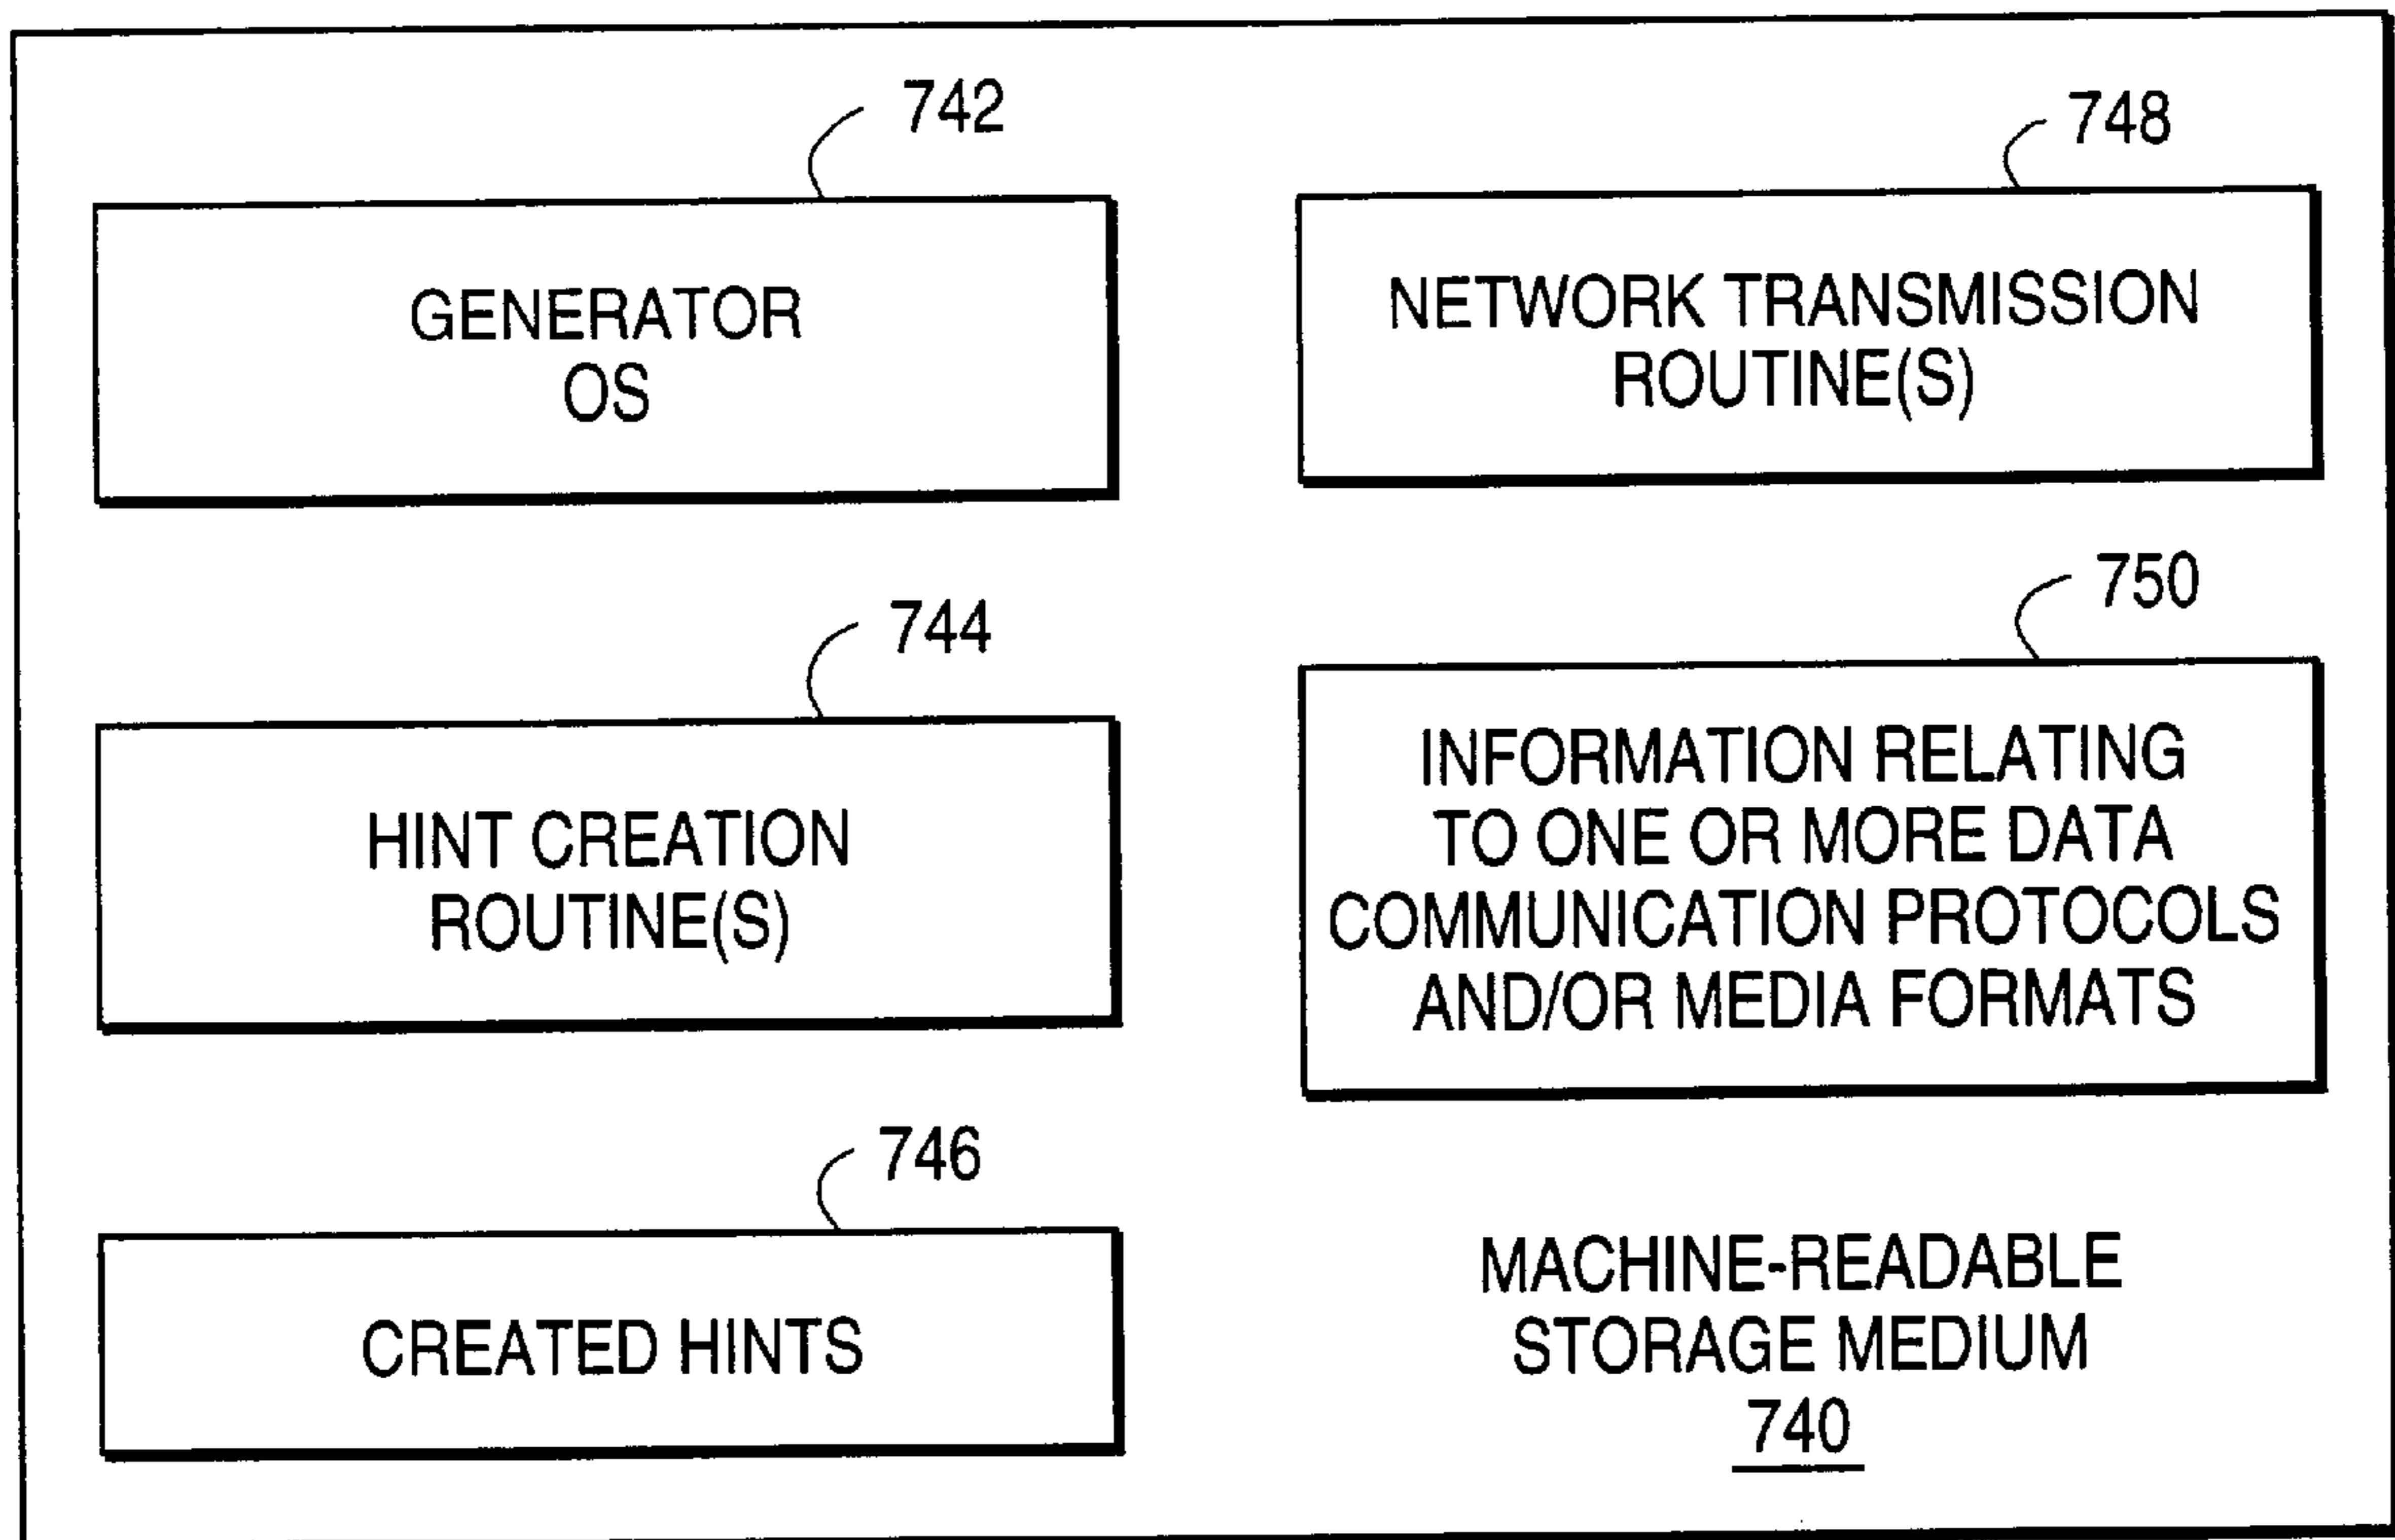 742
GENERATOR
OS
744
HINT CREATION
ROUTINE(S)
746
CREATED HINTS
748
NETWORK TRANSMISSION
ROUTINE(S)
750
INFORMATION RELATING
TO ONE OR MORE DATA
COMMUNICATION PROTOCOLS
AND/OR MEDIA FORMATS
MACHINE-READABLE
STORAGE MEDIUM
740